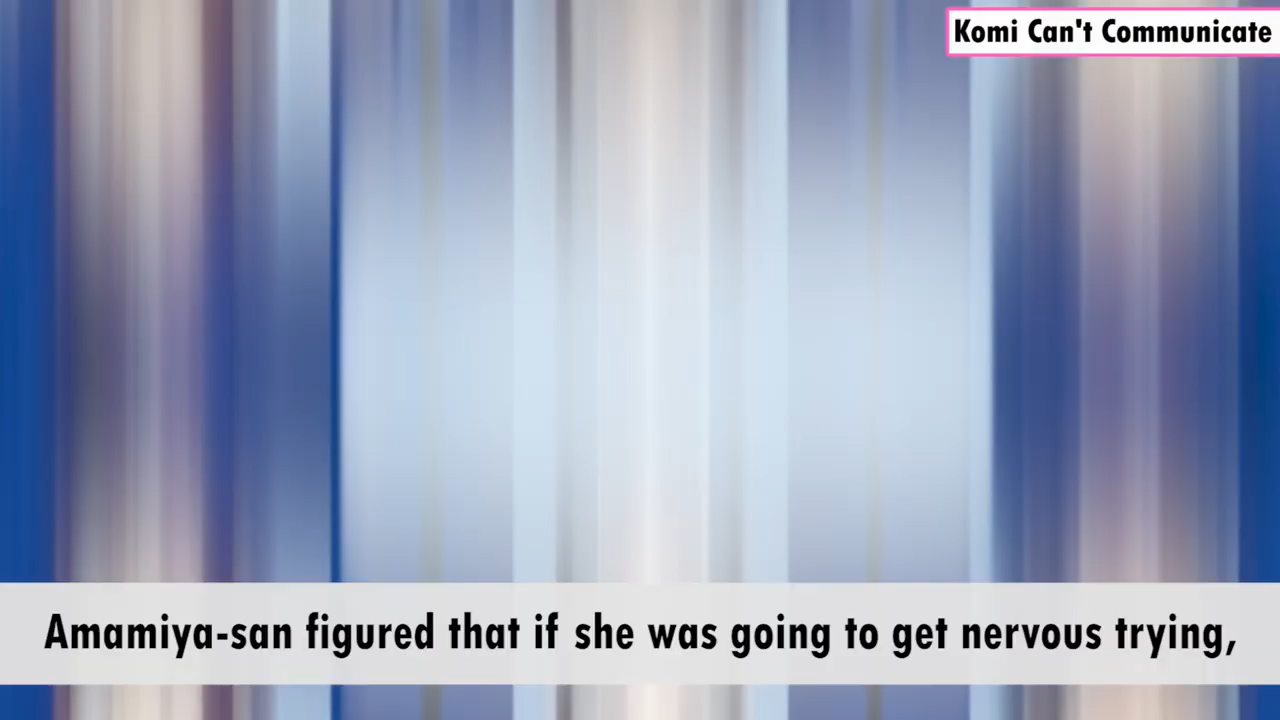 Komi Can't Communicate
Amamiya-san figured that if she was going to get nervous trying,